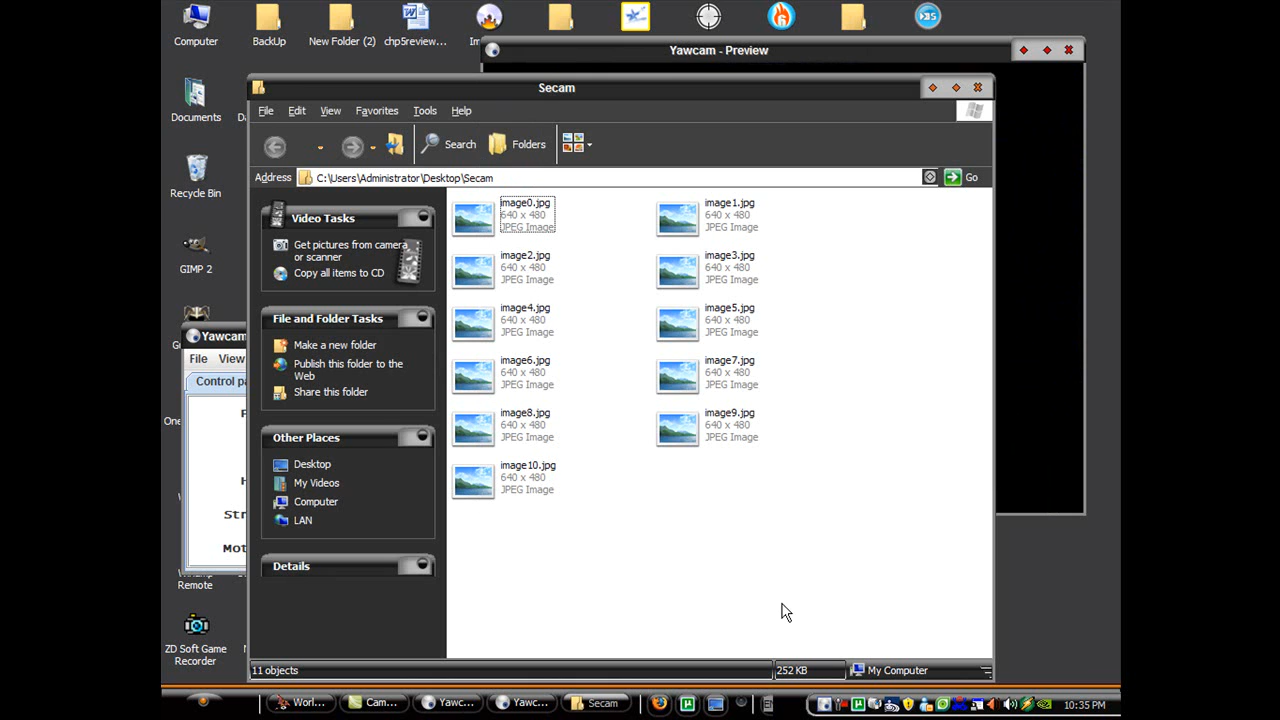 Computer
BackUp
New Folder (2)
chp5review...
Yawcam - Preview
Secam
File Edit View Favorites Tools Help
Documents
Search Folders
Address C:\Users\Administrator\Desktop\Secam Go
Recycle Bin
Video Tasks
Get pictures from camera
or scanner
Copy all items to CD
image0.jpg
640 x 480
JPEG Image
image1.jpg
640 x 480
JPEG Image
image2.jpg
640 x 480
JPEG Image
image3.jpg
640 x 480
JPEG Image
GIMP 2
File and Folder Tasks
Make a new folder
Publish this folder to the
Web
Share this folder
image4.jpg
640 x 480
JPEG Image
image5.jpg
640 x 480
JPEG Image
Yawcam
File View
Control pa
image6.jpg
640 x 480
JPEG Image
image7.jpg
640 x 480
JPEG Image
Other Places
Desktop
My Videos
Computer
LAN
image8.jpg
640 x 480
JPEG Image
image9.jpg
640 x 480
JPEG Image
image10.jpg
640 x 480
JPEG Image
Str
Mot
Details
Remote
ZD Soft Game
Recorder
11 objects 252 KB My Computer
Worl... Cam... Yawc... Yawc... Secam 10:35 PM